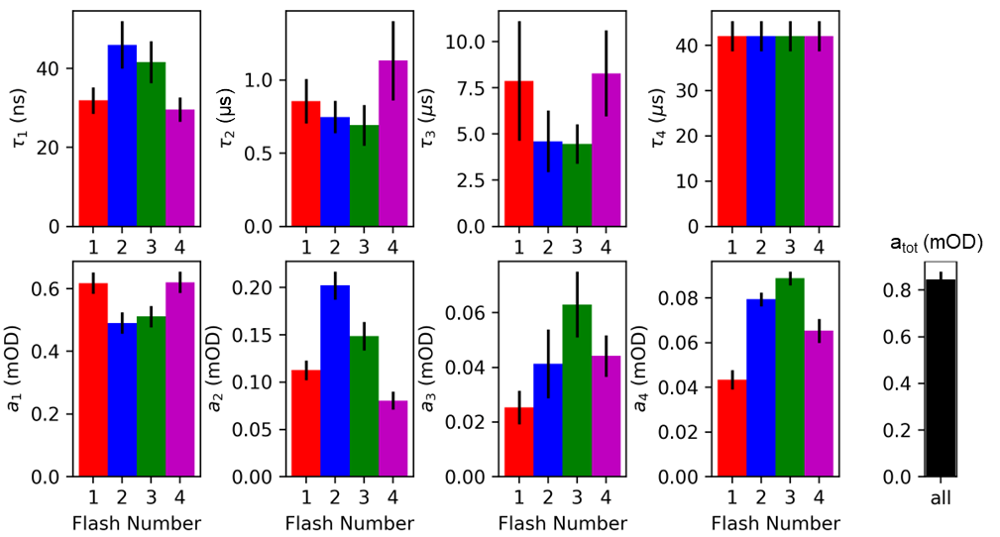 τ1 (ns)
40
20
0
1 2 3 4
τ2 (μs)
1.0
0.5
0.0
1 2 3 4
τ3 (μs)
10.0
7.5
5.0
2.5
0.0
1 2 3 4
τ4 (μs)
40
30
20
10
0
1 2 3 4
a1 (mOD)
0.6
0.4
0.2
0.0
1 2 3 4
Flash Number
a2 (mOD)
0.20
0.15
0.10
0.05
0.00
1 2 3 4
Flash Number
a3 (mOD)
0.06
0.04
0.02
0.00
1 2 3 4
Flash Number
a4 (mOD)
0.08
0.06
0.04
0.02
0.00
1 2 3 4
Flash Number
atot (mOD)
0.8
0.6
0.4
0.2
0.0
all